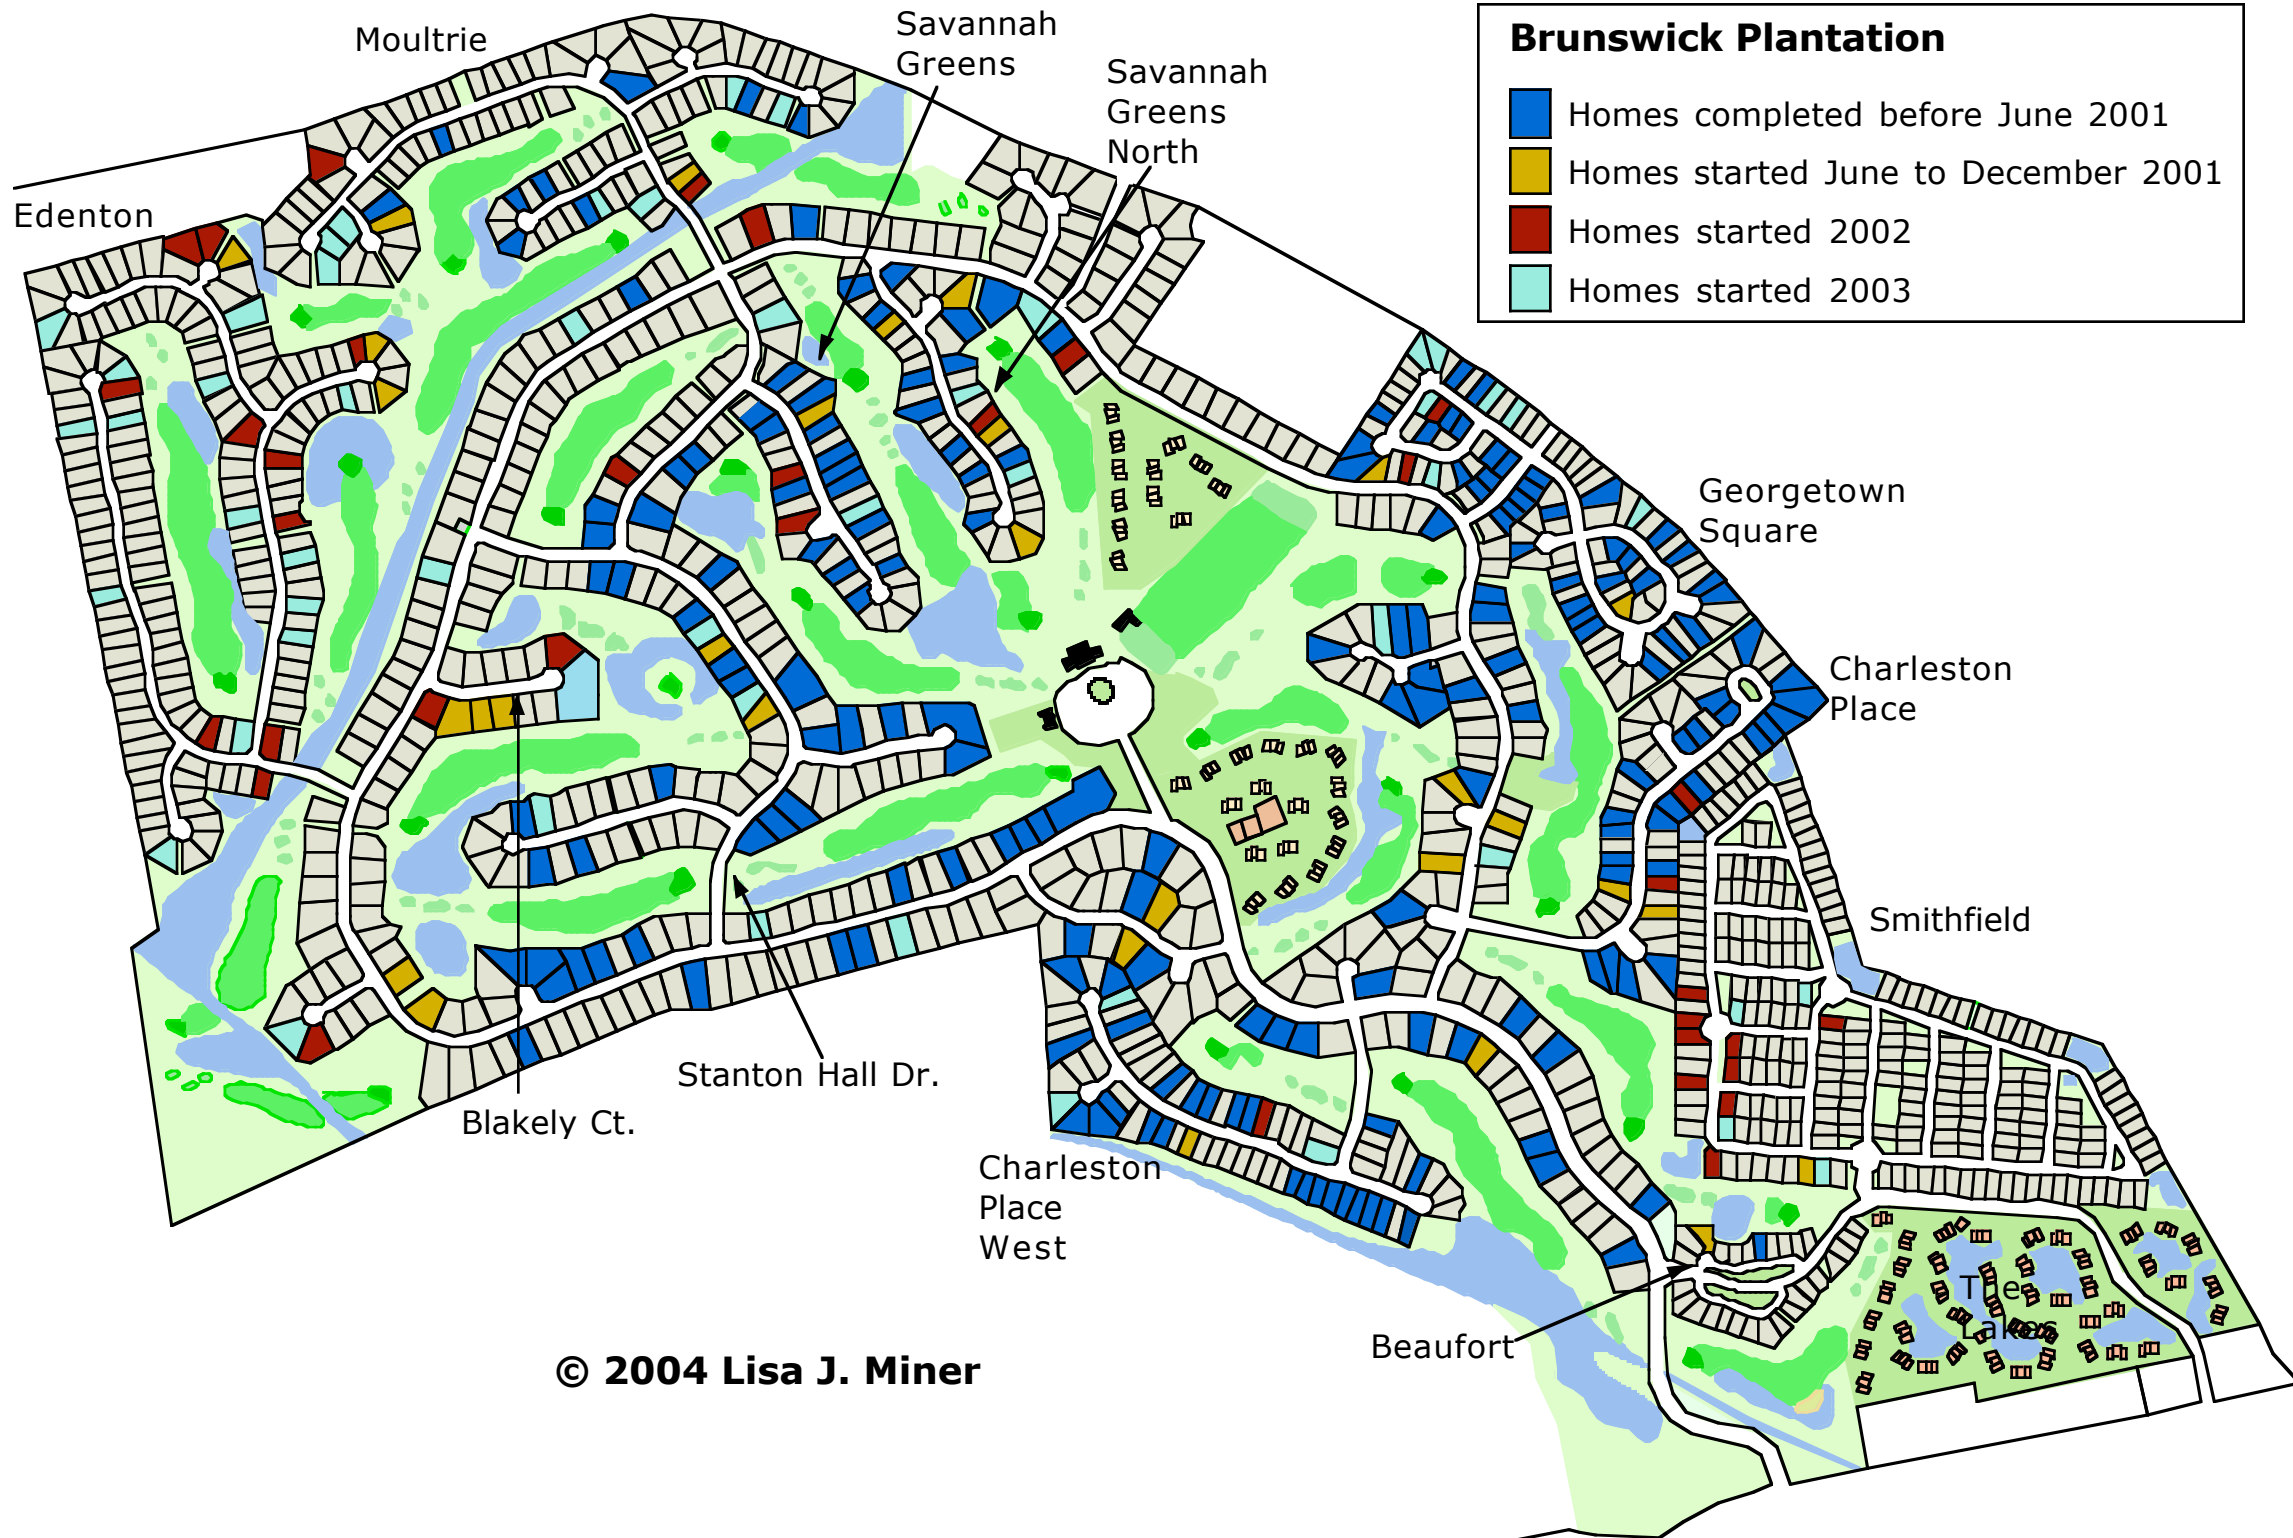 Brunswick Plantation
Homes completed before June 2001
Homes started June to December 2001
Homes started 2002
Homes started 2003
Moultrie
Savannah
Greens
Savannah
Greens
North
Edenton
Georgetown
Square
Charleston
Place
Smithfield
Stanton Hall Dr.
Blakely Ct.
Charleston
Place
West
The
Lakes
Beaufort
© 2004 Lisa J. Miner